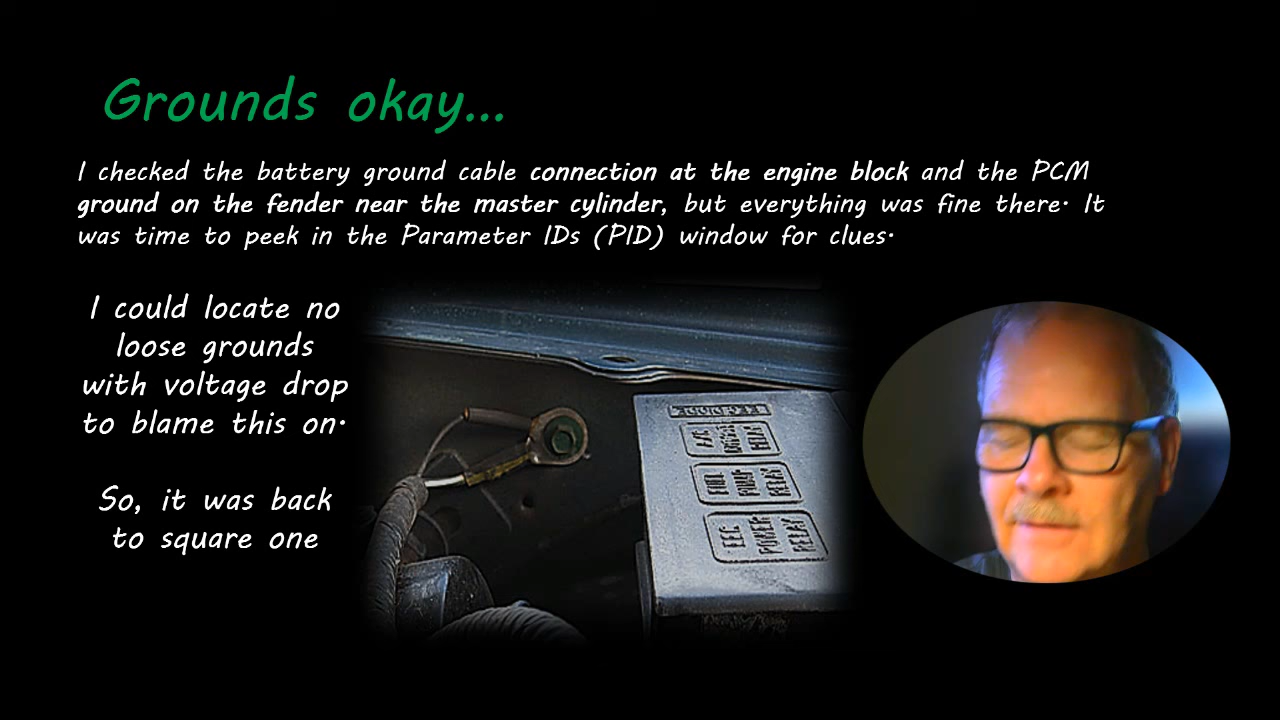 Grounds okay...
I checked the battery ground cable connection at the engine block and the PCM
ground on the fender near the master cylinder, but everything was fine there. It
was time to peek in the Parameter IDs (PID) window for clues.
I could locate no
loose grounds
with voltage drop
to blame this on.
So, it was back
to square one
FUEL
PUMP
RELAY
EEC
POWER
RELAY